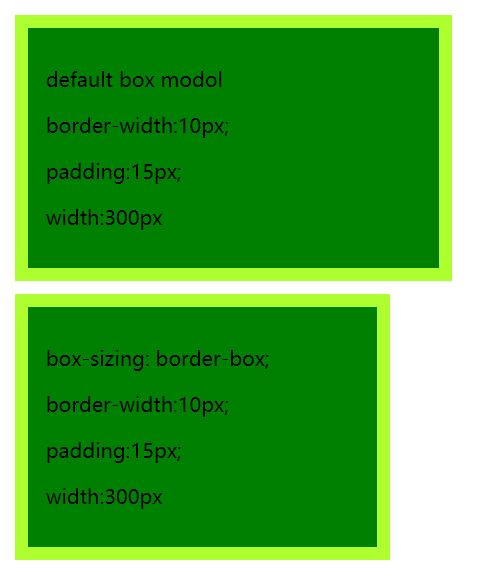 default box modol
border-width:10px;
padding:15px;
width:300px
box-sizing: border-box;
border-width:10px;
padding:15px;
width:300px